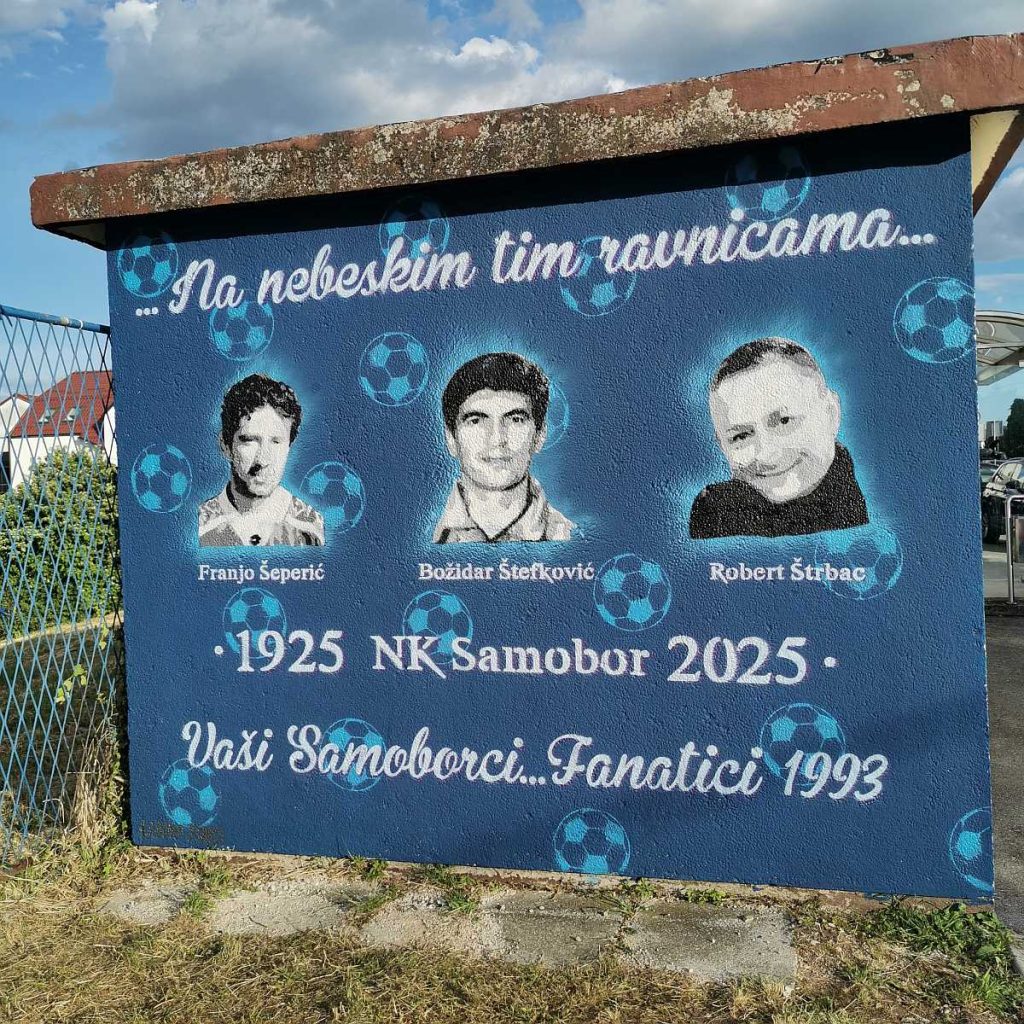 ...Na nebeskim tim ravnicama...
Franjo Šeperić Božidar Štefković Robert Štrbac
·1925 NK Samobor 2025·
Vaši Samoborci...Fanatici 1993